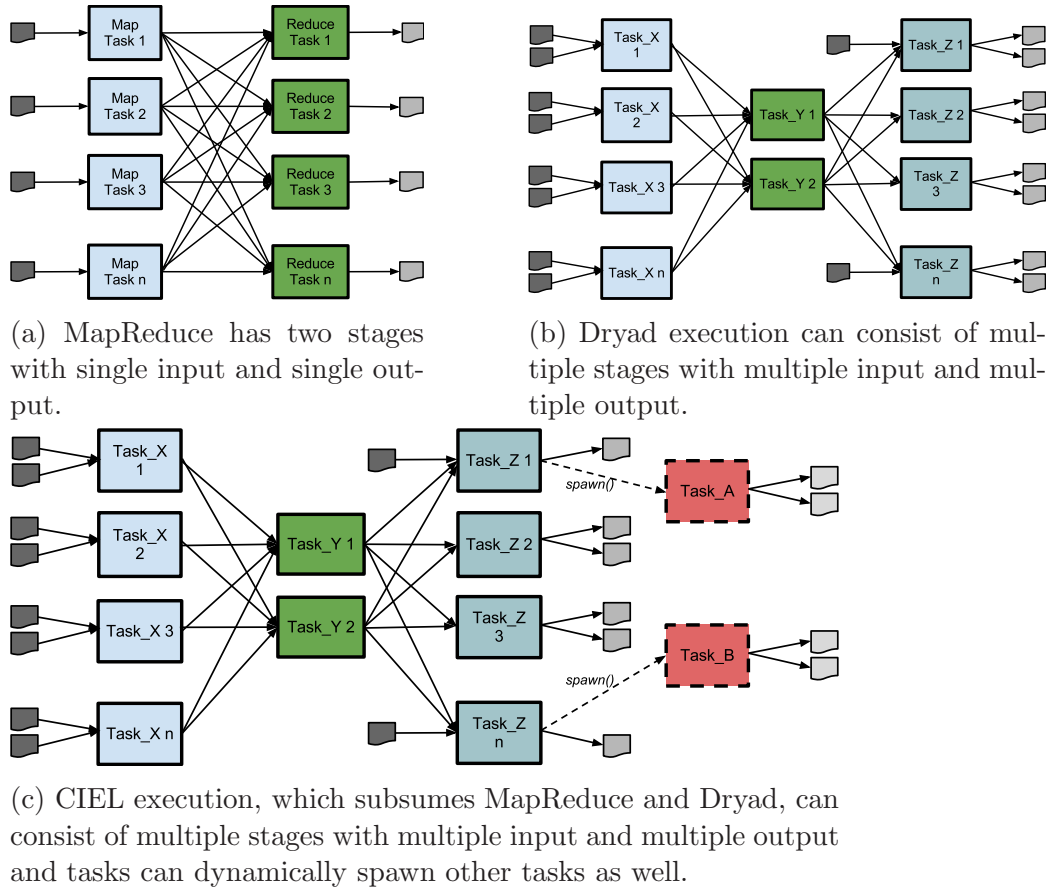 Map
Task 1
Reduce
Task 1
Map
Task 2
Reduce
Task 2
Map
Task 3
Reduce
Task 3
Map
Task n
Reduce
Task n
(a) MapReduce has two stages
with single input and single out-
put.
Task_X
1
Task_Z 1
Task_X
2
Task_Y 1
Task_Z 2
Task_X 3
Task_Y 2
Task_Z
3
Task_X n
Task_Z
n
(b) Dryad execution can consist of mul-
tiple stages with multiple input and mul-
tiple output.
Task_X
1
Task_Z 1
spawn()
Task_A
Task_X
2
Task_Y 1
Task_Z 2
Task_X 3
Task_Y 2
Task_Z
3
Task_B
spawn()
Task_X n
Task_Z
n
(c) CIEL execution, which subsumes MapReduce and Dryad, can
consist of multiple stages with multiple input and multiple output
and tasks can dynamically spawn other tasks as well.